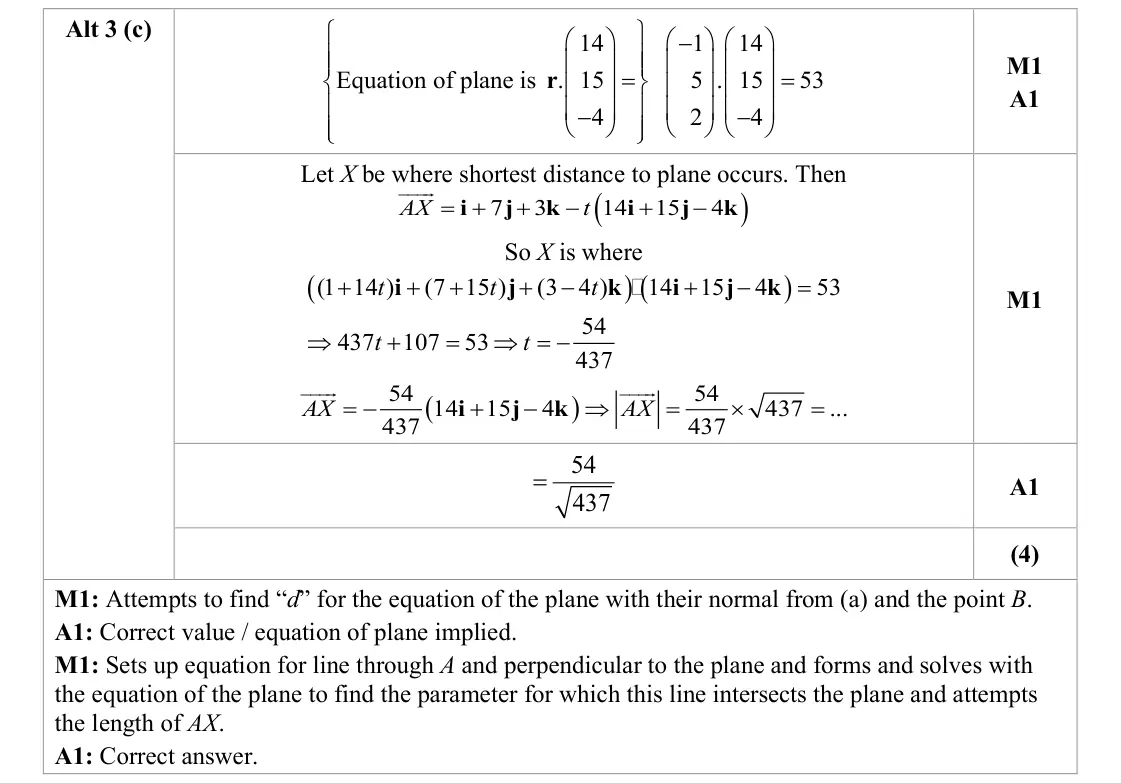 Alt 3 (c)
{Equation of plane is r.(14 15 −4) =} (−1 5 2).(14 15 −4) = 53
M1
A1
Let X be where shortest distance to plane occurs. Then
AX = i + 7j + 3k − t(14i + 15j − 4k)
So X is where
((1+14t)i + (7+15t)j + (3−4t)k)□(14i + 15j − 4k) = 53
⇒ 437t + 107 = 53 ⇒ t = −54/437
AX = −54/437(14i + 15j − 4k) ⇒ |AX| = 54/437 × √437 = ...
M1
= 54/√437
A1
(4)
M1: Attempts to find “d” for the equation of the plane with their normal from (a) and the point B.
A1: Correct value / equation of plane implied.
M1: Sets up equation for line through A and perpendicular to the plane and forms and solves with
the equation of the plane to find the parameter for which this line intersects the plane and attempts
the length of AX.
A1: Correct answer.